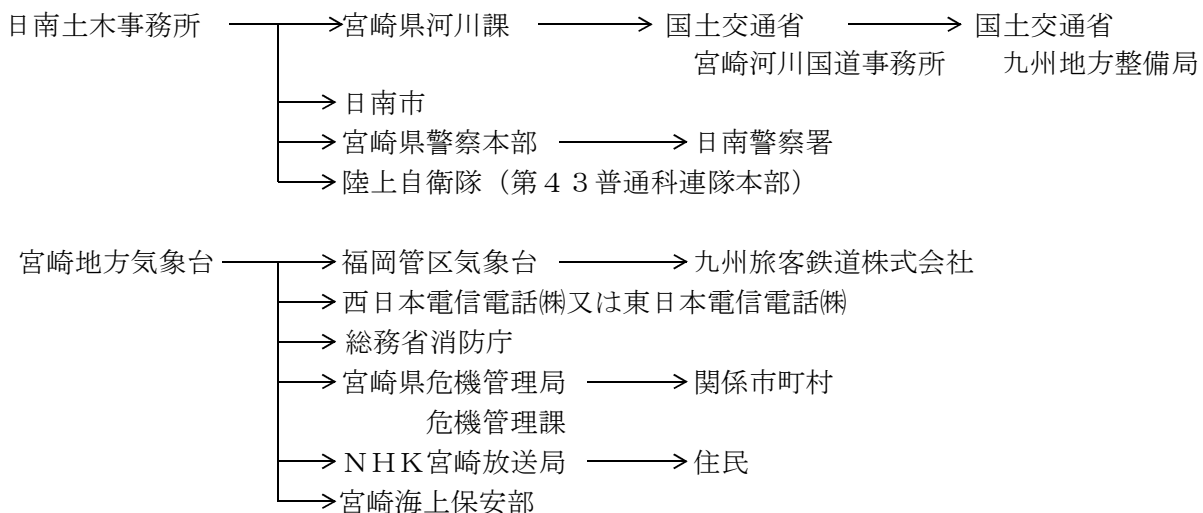 日南土木事務所 宮崎県河川課 国土交通省 国土交通省
宮崎河川国道事務所 九州地方整備局
日南市
宮崎県警察本部 日南警察署
陸上自衛隊（第４３普通科連隊本部）
宮崎地方気象台 福岡管区気象台 九州旅客鉄道株式会社
西日本電信電話㈱又は東日本電信電話㈱
総務省消防庁
宮崎県危機管理局 関係市町村
危機管理課
ＮＨＫ宮崎放送局 住民
宮崎海上保安部